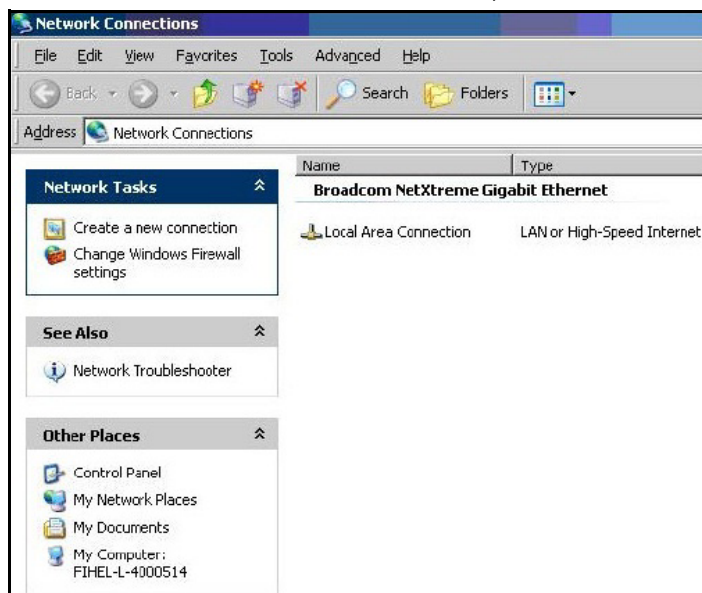 Network Connections
File Edit View Favorites Tools Advanced Help
Back Search Folders
Address Network Connections
Name Type
Network Tasks
Create a new connection
Change Windows Firewall
settings
See Also
Network Troubleshooter
Other Places
Control Panel
My Network Places
My Documents
My Computer:
FIHEL-L-4000514
Broadcom NetXtreme Gigabit Ethernet
Local Area Connection LAN or High-Speed Internet